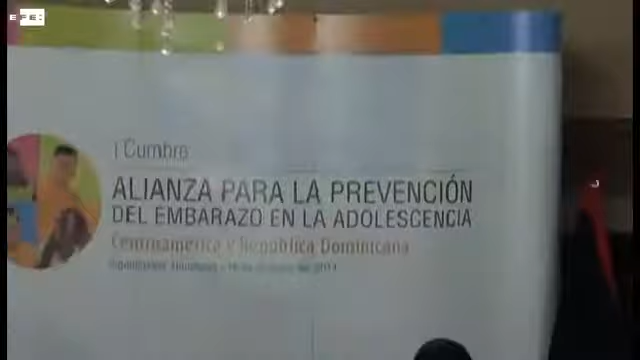 EFE:
I Cumbre
ALIANZA PARA LA PREVENCIÓN
DEL EMBARAZO EN LA ADOLESCENCIA
Centroamérica y República Dominicana